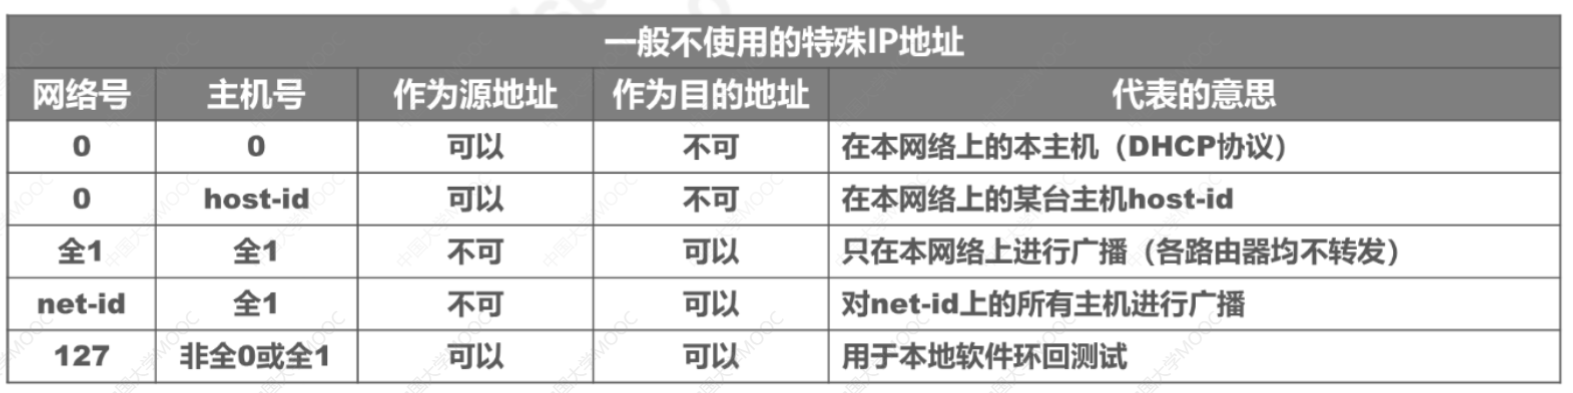 一般不使用的特殊IP地址
网络号 主机号 作为源地址 作为目的地址 代表的意思
0 0 可以 不可 在本网络上的本主机（DHCP协议）
0 host-id 可以 不可 在本网络上的某台主机host-id
全1 全1 不可 可以 只在本网络上进行广播（各路由器均不转发）
net-id 全1 不可 可以 对net-id上的所有主机进行广播
127 非全0或全1 可以 可以 用于本地软件环回测试